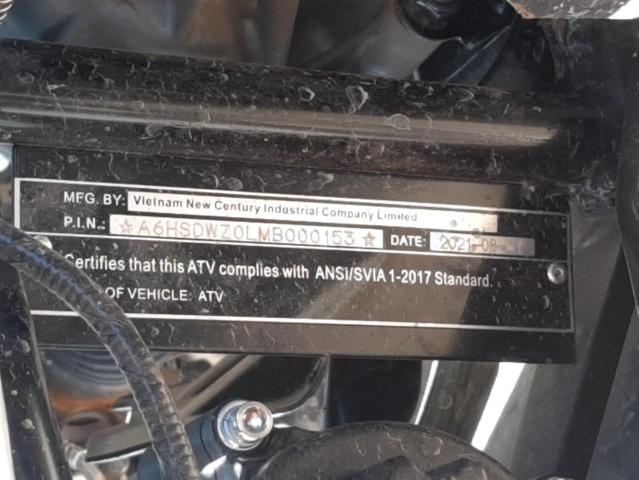 MFG. BY: Vietnam New Century Industrial Company Limited
P.I.N.: ☆A6HSDWZ0LMB000153★ DATE: 2021-08
Certifies that this ATV complies with ANSI/SVIA 1-2017 Standard.
OF VEHICLE: ATV